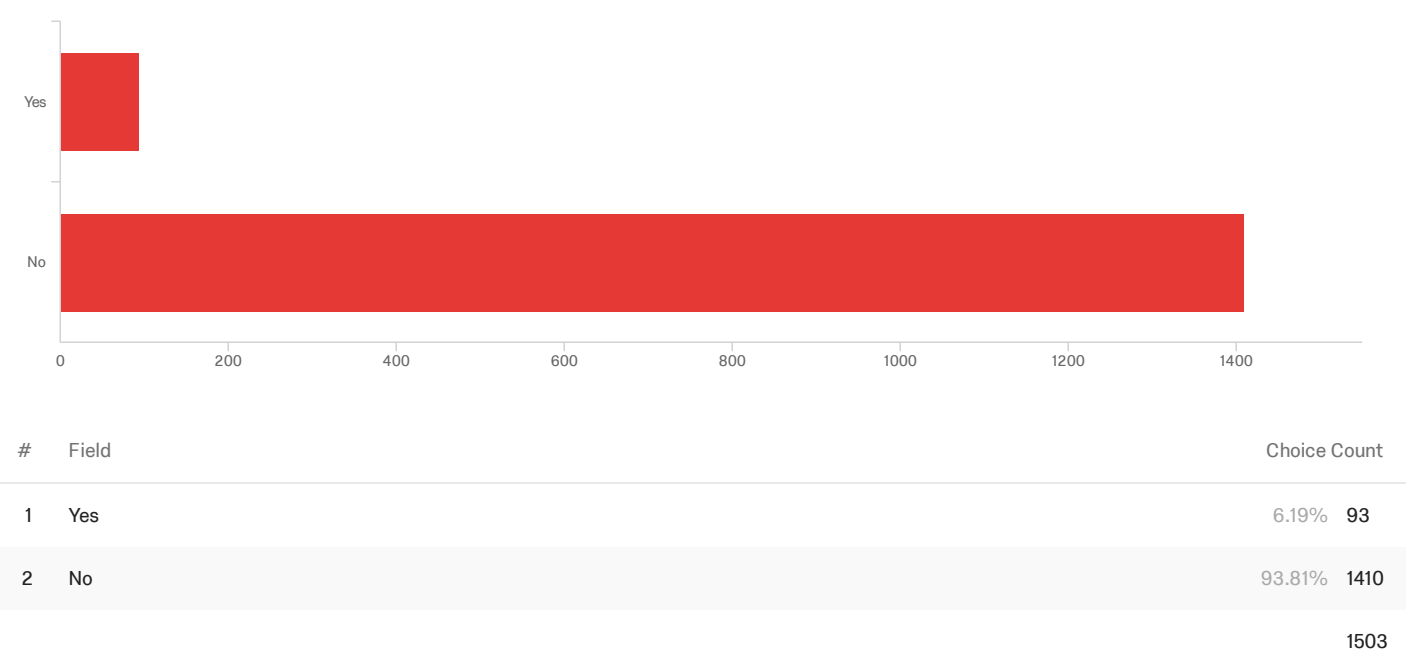 Yes
No
0 200 400 600 800 1000 1200 1400
# Field Choice Count
1 Yes 6.19% 93
2 No 93.81% 1410
1503